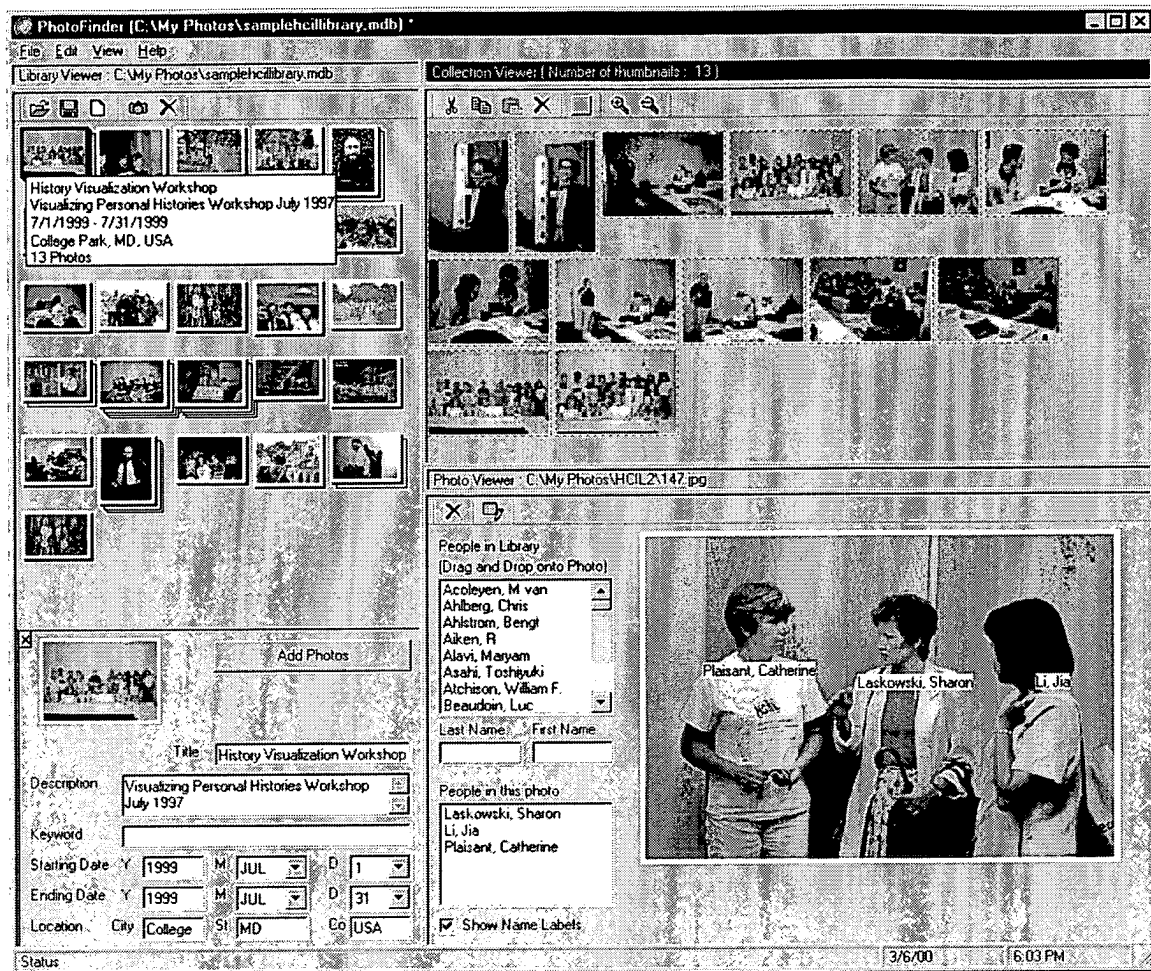 PhotoFinder [C:\My Photos\samplehcillibrary.mdb] *
File Edit View Help
Library Viewer : C:\My Photos\samplehcillibrary.mdb
History Visualization Workshop
Visualizing Personal Histories Workshop July 1997
7/1/1999 - 7/31/1999
College Park, MD, USA
13 Photos
Add Photos
Title History Visualization Workshop
Description Visualizing Personal Histories Workshop
July 1997
Keyword
Starting Date Y 1999 M JUL D 1
Ending Date Y 1999 M JUL D 31
Location City College St MD Co USA
Collection Viewer ( Number of thumbnails : 13 )
Photo Viewer : C:\My Photos\HCIL2\147.jpg
People in Library
(Drag and Drop onto Photo)
Acoleyen, M van
Ahlberg, Chris
Ahlstrom, Bengt
Aiken, R
Alavi, Maryam
Asahi, Toshiyuki
Atchison, William F.
Beaudoin, Luc
Last Name First Name
People in this photo
Laskowski, Sharon
Li, Jia
Plaisant, Catherine
Show Name Labels
Plaisant, Catherine
Laskowski, Sharon
Li, Jia
Status
3/6/00 6:03 PM